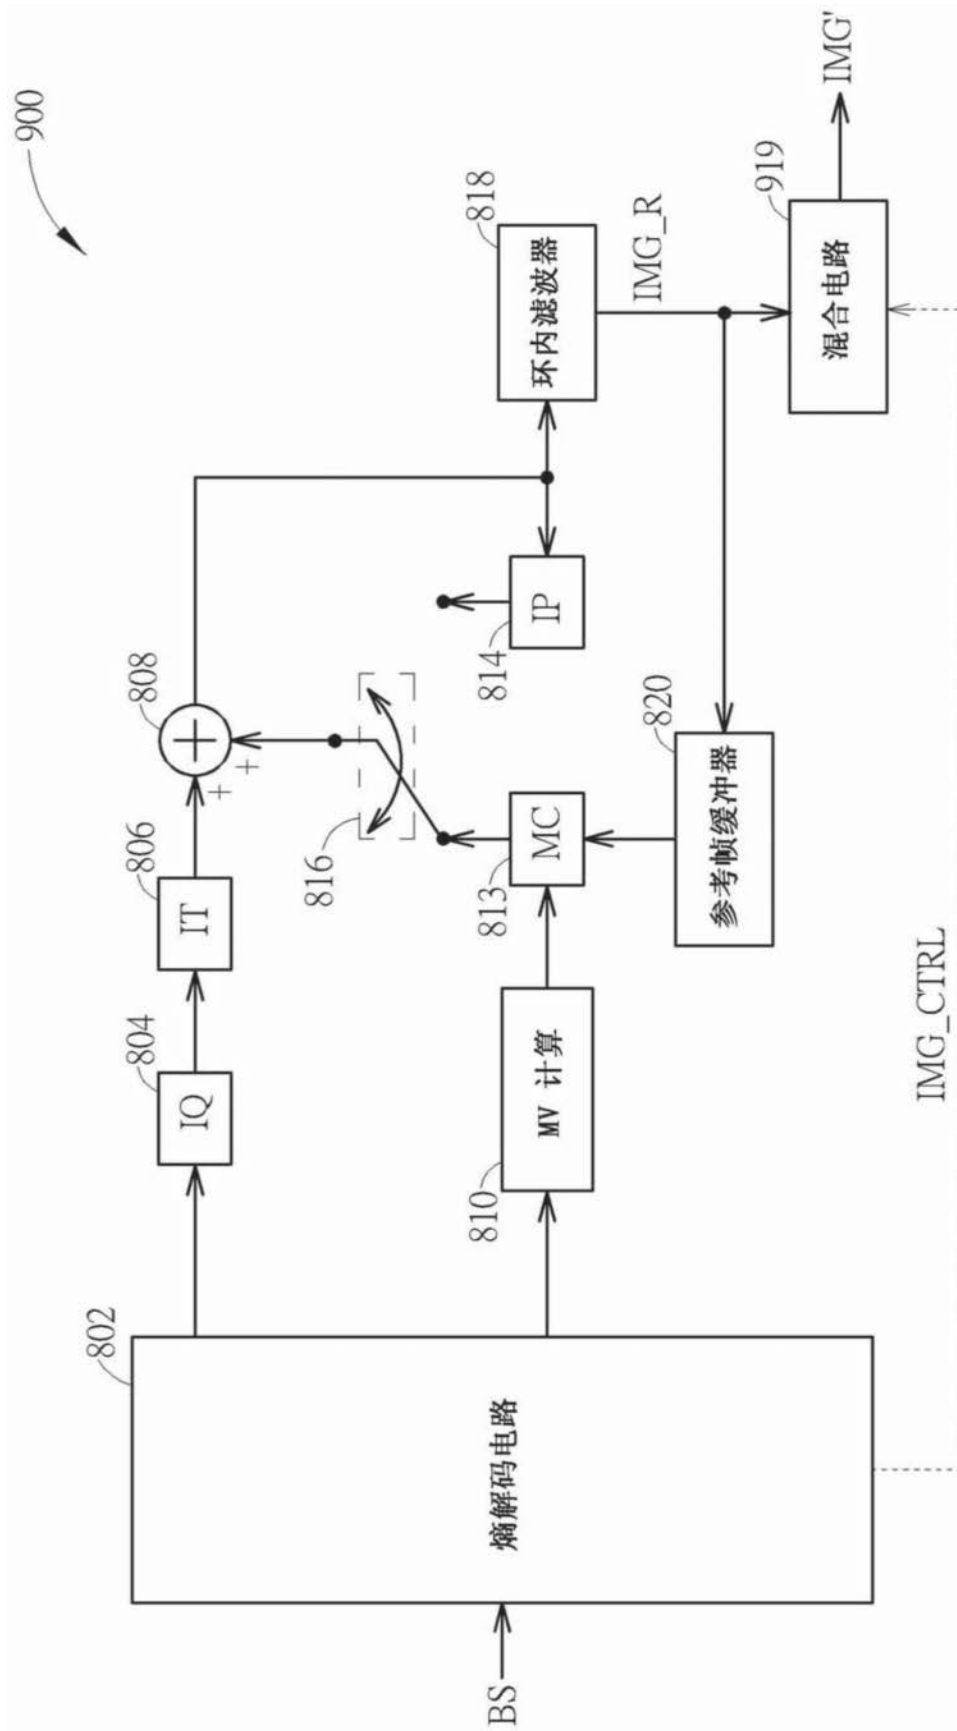 900
BS
802
熵解码电路
804
IQ
806
IT
808
+
+
816
810
MV 计算
813
MC
814
IP
818
环内滤波器
IMG_R
820
参考帧缓冲器
919
混合电路
IMG'
IMG_CTRL